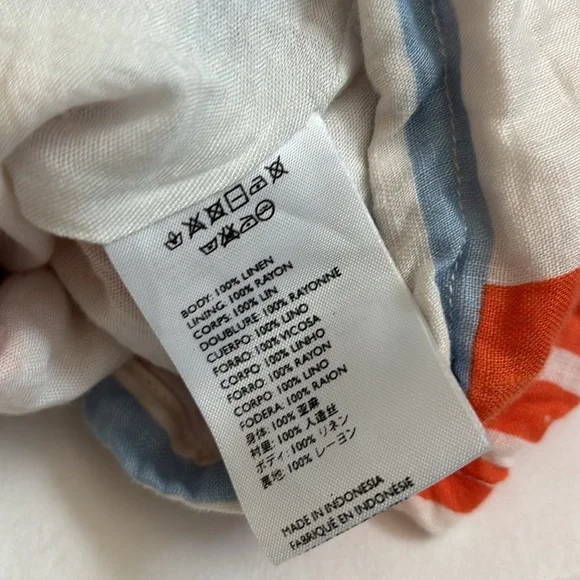 BODY: 100% LINEN
LINING: 100% RAYON
CORPS: 100% LIN
DOUBLURE: 100% RAYONNE
CUERPO: 100% LINO
FORRO: 100% VICOSA
CORPO: 100% LINHO
FORRO: 100% RAYON
CORPO: 100% LINO
FODERA: 100% RAION
身体: 100% 亚麻
衬里: 100% 人造丝
ボディ: 100% リネン
裏地: 100% レーヨン
MADE IN INDONESIA
FABRIQUÉ EN INDONÉSIE